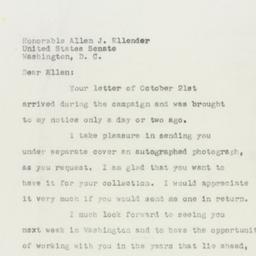 Honorable Allen J. Ellender
United States Senate
Washington, D. C.
Dear Allen:
Your letter of October 21st
arrived during the campaign and was brought
to my notice only a day or two ago.
I take pleasure in sending you
under separate cover an autographed photograph,
as you request. I am glad that you want to
have it for your collection. I would appreciate
it very much if you would send me one in return.
I much look forward to seeing you
next week in Washington and to have the opportunity
of working with you in the years that lie ahead,